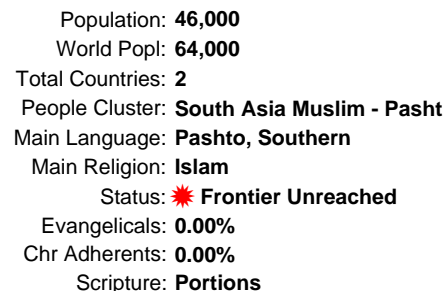 Population: 46,000
World Popl: 64,000
Total Countries: 2
People Cluster: South Asia Muslim - Pasht
Main Language: Pashto, Southern
Main Religion: Islam
Status: Frontier Unreached
Evangelicals: 0.00%
Chr Adherents: 0.00%
Scripture: Portions